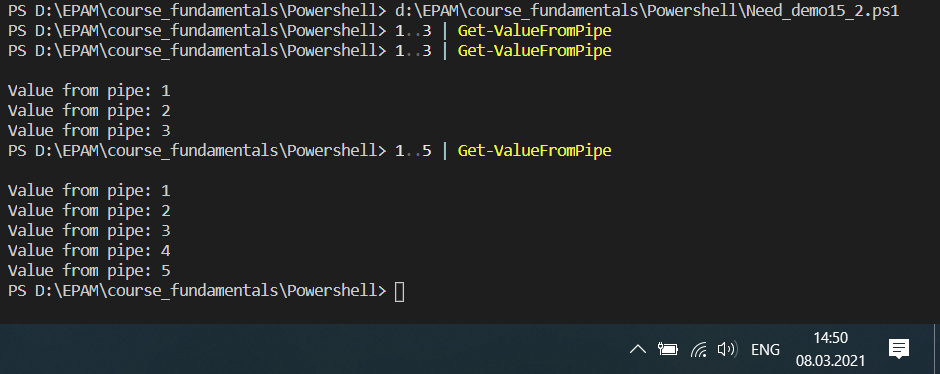 PS D:\EPAM\course_fundamentals\Powershell> d:\EPAM\course_fundamentals\Powershell\Need_demo15_2.ps1
PS D:\EPAM\course_fundamentals\Powershell> 1..3 | Get-ValueFromPipe
PS D:\EPAM\course_fundamentals\Powershell> 1..3 | Get-ValueFromPipe
Value from pipe: 1
Value from pipe: 2
Value from pipe: 3
PS D:\EPAM\course_fundamentals\Powershell> 1..5 | Get-ValueFromPipe
Value from pipe: 1
Value from pipe: 2
Value from pipe: 3
Value from pipe: 4
Value from pipe: 5
PS D:\EPAM\course_fundamentals\Powershell>
ENG
14:50
08.03.2021